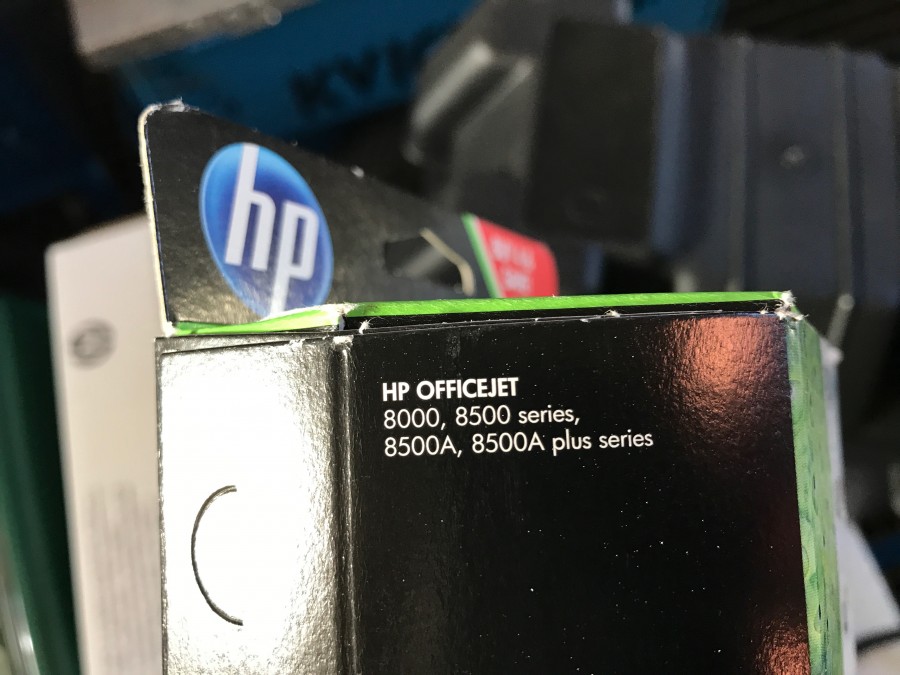 hp
HP OFFICEJET
8000, 8500 series,
8500A, 8500A plus series